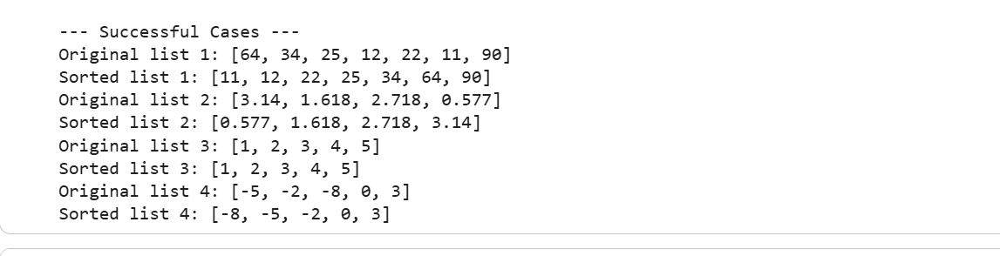 --- Successful Cases ---
Original list 1: [64, 34, 25, 12, 22, 11, 90]
Sorted list 1: [11, 12, 22, 25, 34, 64, 90]
Original list 2: [3.14, 1.618, 2.718, 0.577]
Sorted list 2: [0.577, 1.618, 2.718, 3.14]
Original list 3: [1, 2, 3, 4, 5]
Sorted list 3: [1, 2, 3, 4, 5]
Original list 4: [-5, -2, -8, 0, 3]
Sorted list 4: [-8, -5, -2, 0, 3]